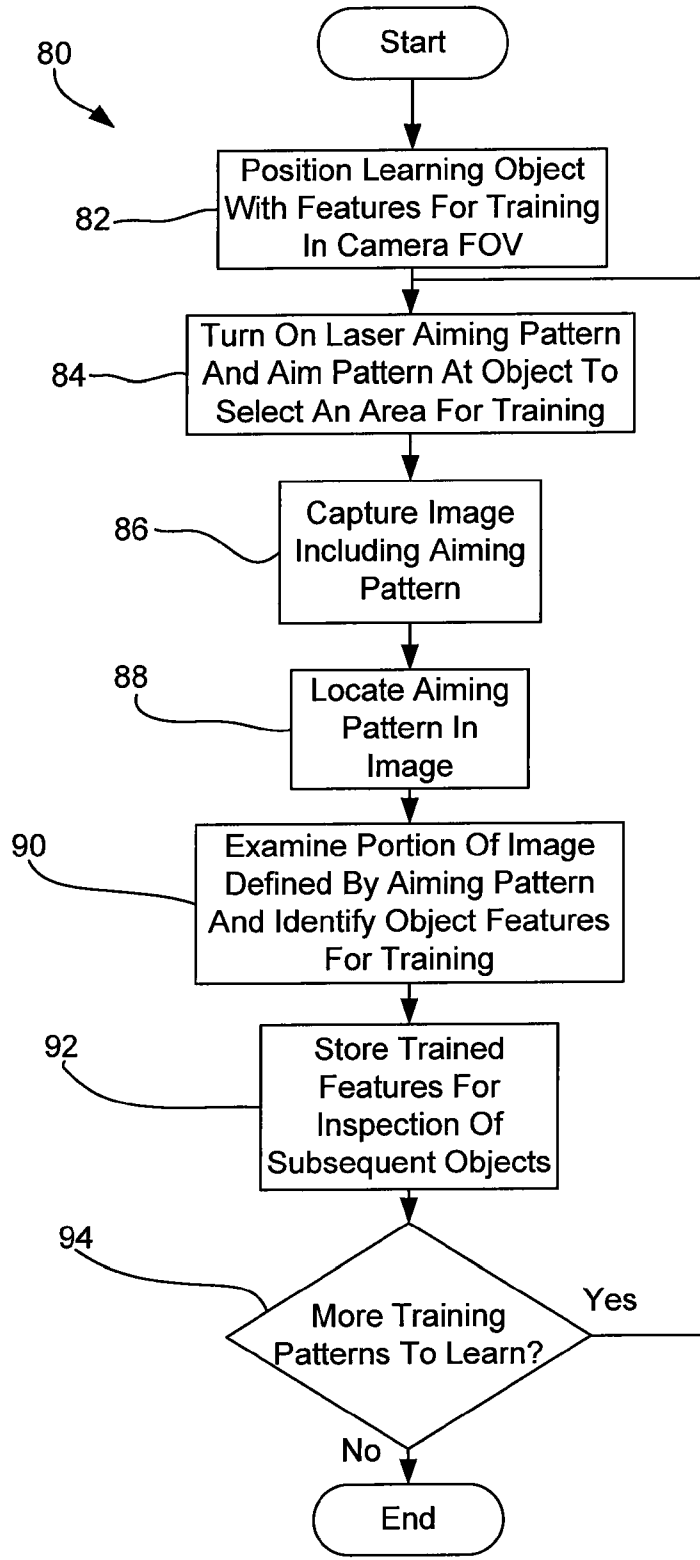 Start
80
Position Learning Object
With Features For Training
In Camera FOV
82
Turn On Laser Aiming Pattern
And Aim Pattern At Object To
Select An Area For Training
84
Capture Image
Including Aiming
Pattern
86
Locate Aiming
Pattern In
Image
88
Examine Portion Of Image
Defined By Aiming Pattern
And Identify Object Features
For Training
90
Store Trained
Features For
Inspection Of
Subsequent Objects
92
More Training
Patterns To Learn?
94
Yes
No
End